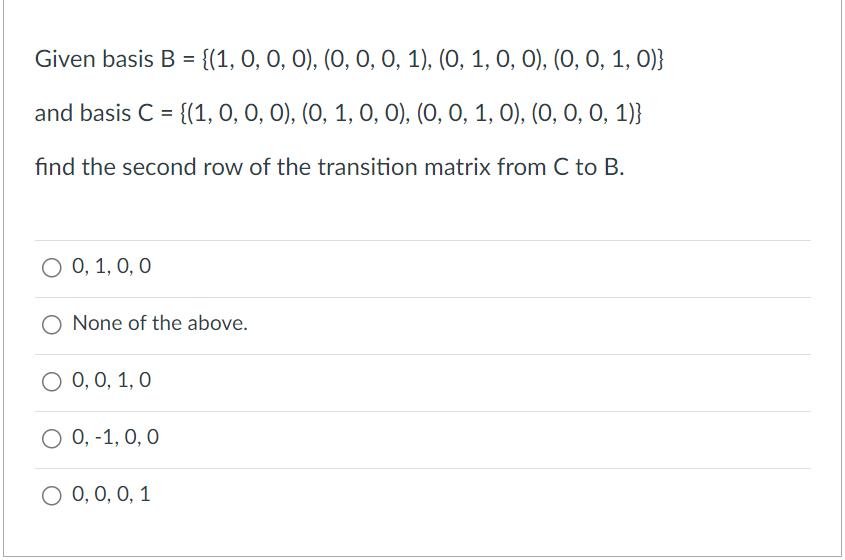 Given basis B = {(1, 0, 0, 0), (0, 0, 0, 1), (0, 1, 0, 0), (0, 0, 1, 0)}
and basis C = {(1, 0, 0, 0), (0, 1, 0, 0), (0, 0, 1, 0), (0, 0, 0, 1)}
find the second row of the transition matrix from C to B.
0, 1, 0, 0
None of the above.
0, 0, 1, 0
0, -1, 0, 0
0, 0, 0, 1